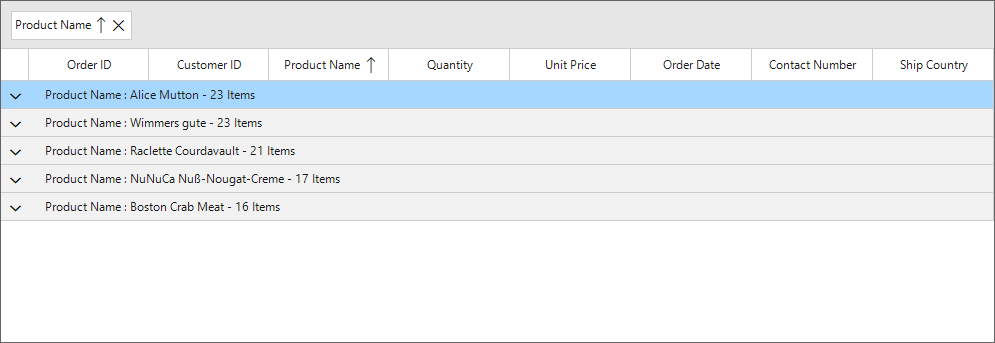 Product Name
Order ID Customer ID Product Name Quantity Unit Price Order Date Contact Number Ship Country
Product Name : Alice Mutton - 23 Items
Product Name : Wimmers gute - 23 Items
Product Name : Raclette Courdavault - 21 Items
Product Name : NuNuCa Nuß-Nougat-Creme - 17 Items
Product Name : Boston Crab Meat - 16 Items